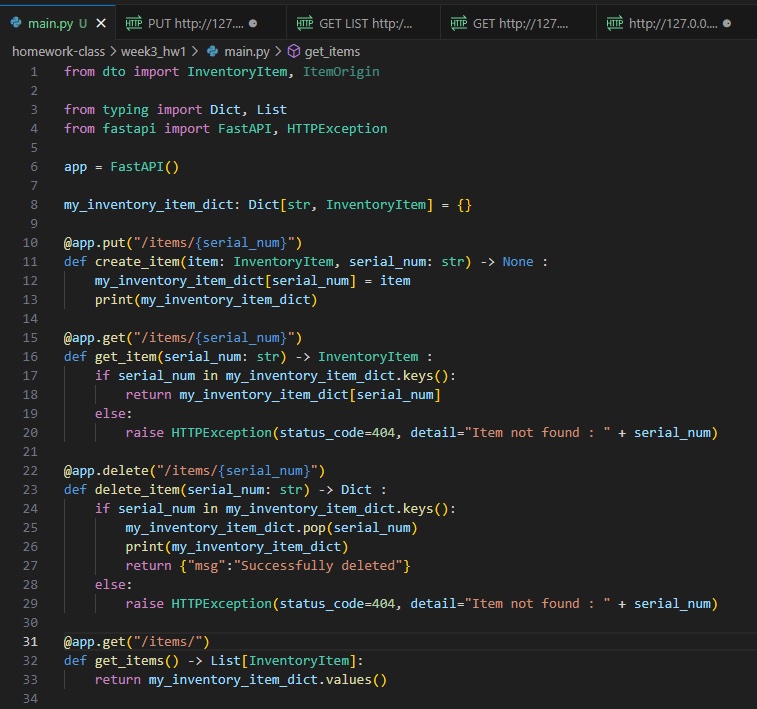 main.py U ×
HTTP PUT http://127....
HTTP GET LIST http:/...
HTTP GET http://127....
HTTP http://127.0.0....
homework-class > week3_hw1 > main.py > get_items
1 from dto import InventoryItem, ItemOrigin
2
3 from typing import Dict, List
4 from fastapi import FastAPI, HTTPException
5
6 app = FastAPI()
7
8 my_inventory_item_dict: Dict[str, InventoryItem] = {}
9
10 @app.put("/items/{serial_num}")
11 def create_item(item: InventoryItem, serial_num: str) -> None :
12     my_inventory_item_dict[serial_num] = item
13     print(my_inventory_item_dict)
14
15 @app.get("/items/{serial_num}")
16 def get_item(serial_num: str) -> InventoryItem :
17     if serial_num in my_inventory_item_dict.keys():
18         return my_inventory_item_dict[serial_num]
19     else:
20         raise HTTPException(status_code=404, detail="Item not found : " + serial_num)
21
22 @app.delete("/items/{serial_num}")
23 def delete_item(serial_num: str) -> Dict :
24     if serial_num in my_inventory_item_dict.keys():
25         my_inventory_item_dict.pop(serial_num)
26         print(my_inventory_item_dict)
27         return {"msg":"Successfully deleted"}
28     else:
29         raise HTTPException(status_code=404, detail="Item not found : " + serial_num)
30
31 @app.get("/items/")
32 def get_items() -> List[InventoryItem]:
33     return my_inventory_item_dict.values()
34